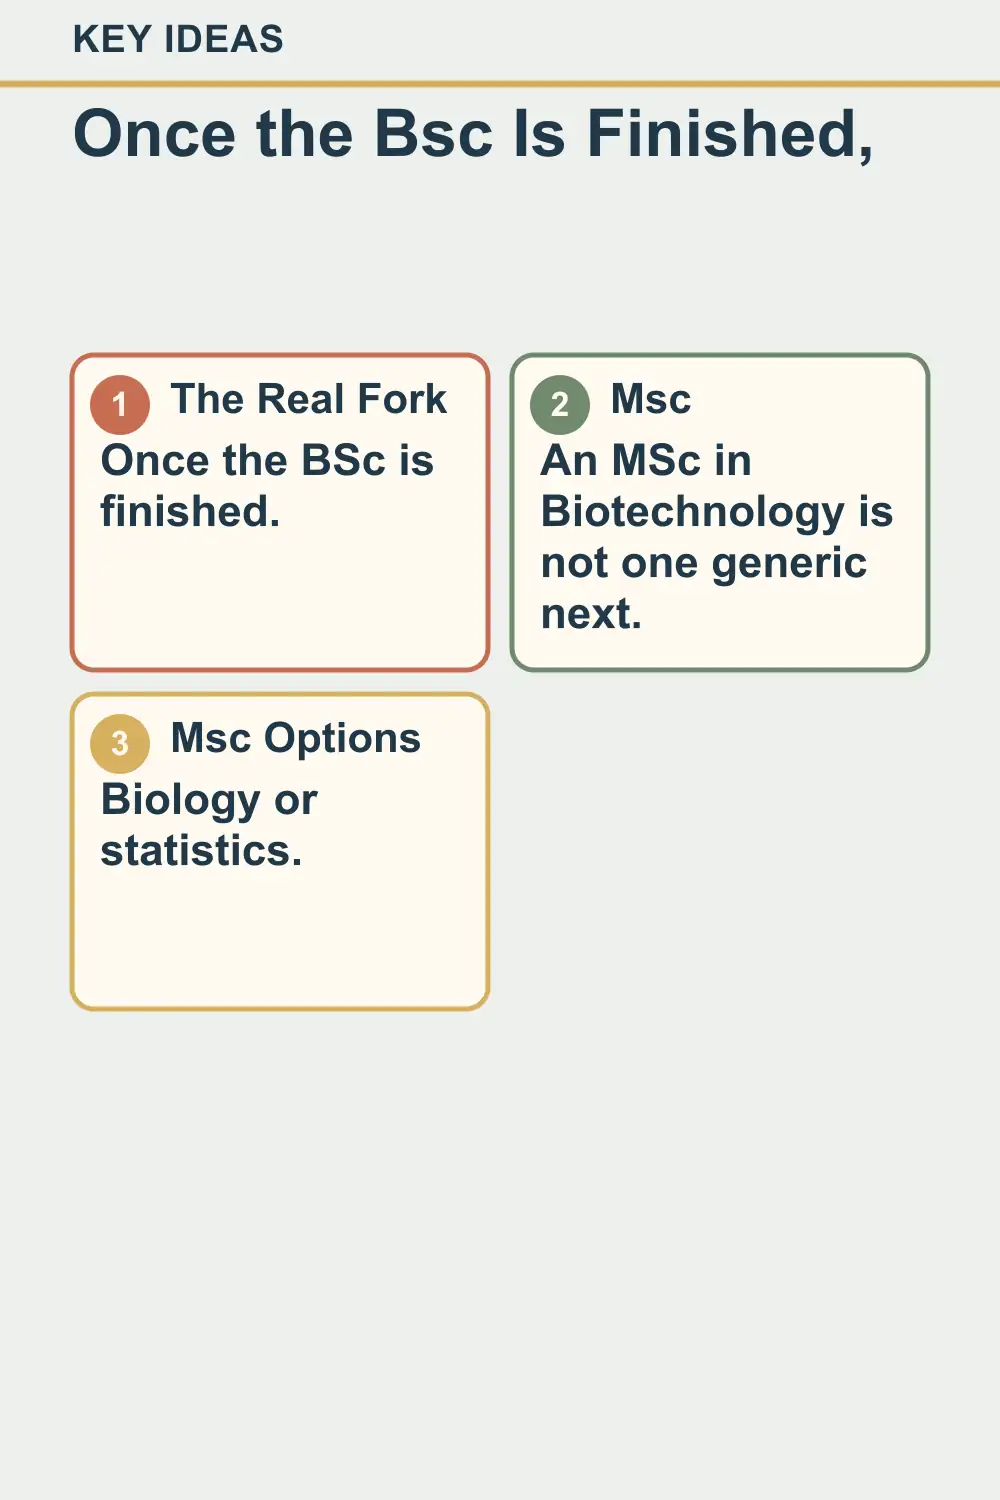 KEY IDEAS
Once the Bsc Is Finished,
1 The Real Fork
Once the BSc is
finished.
2 Msc
An MSc in
Biotechnology is
not one generic
next.
3 Msc Options
Biology or
statistics.